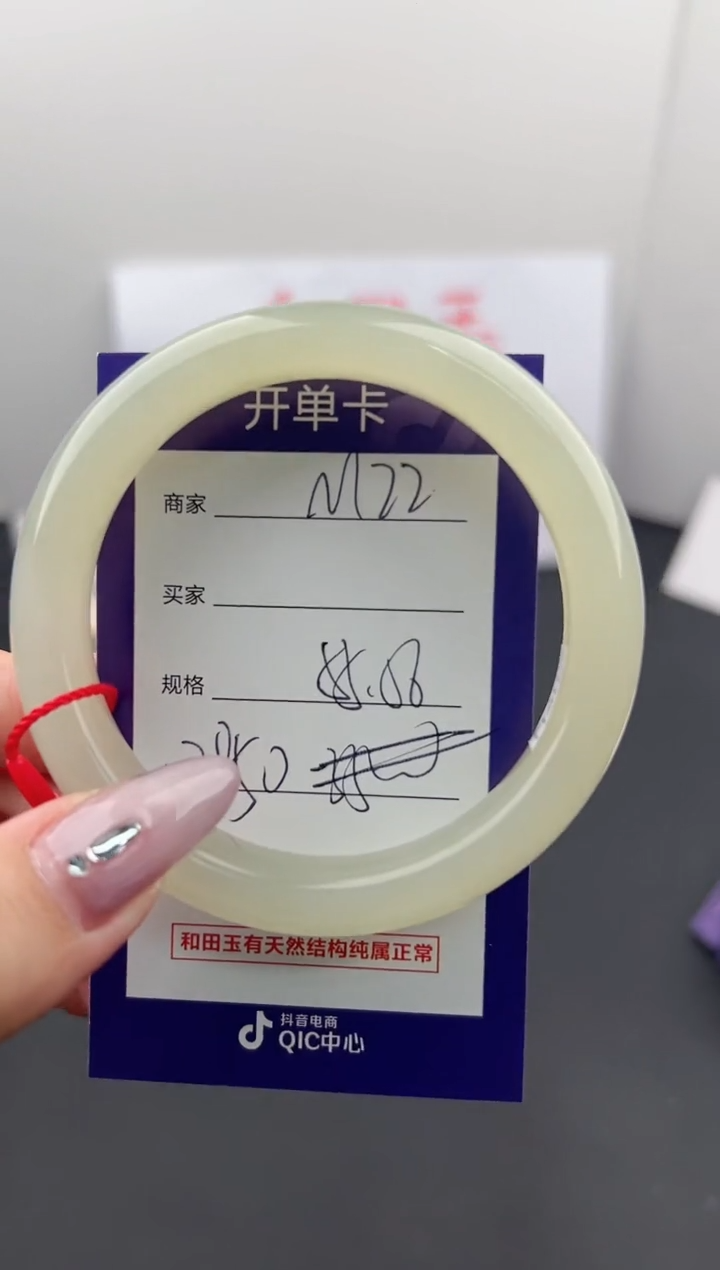 开单卡
商家 M22
买家
规格
和田玉有天然结构纯属正常
抖音电商
QIC中心